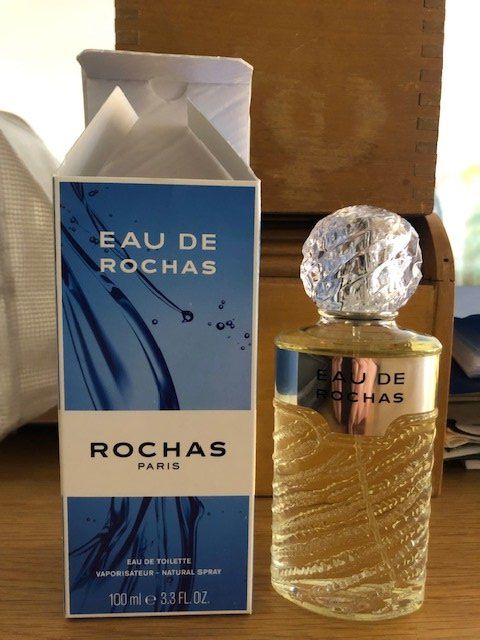 EAU DE
ROCHAS
ROCHAS
PARIS
EAU DE TOILETTE
VAPORISATEUR - NATURAL SPRAY
100 ml ℮ 3.3 FL. OZ.
EAU DE
ROCHAS